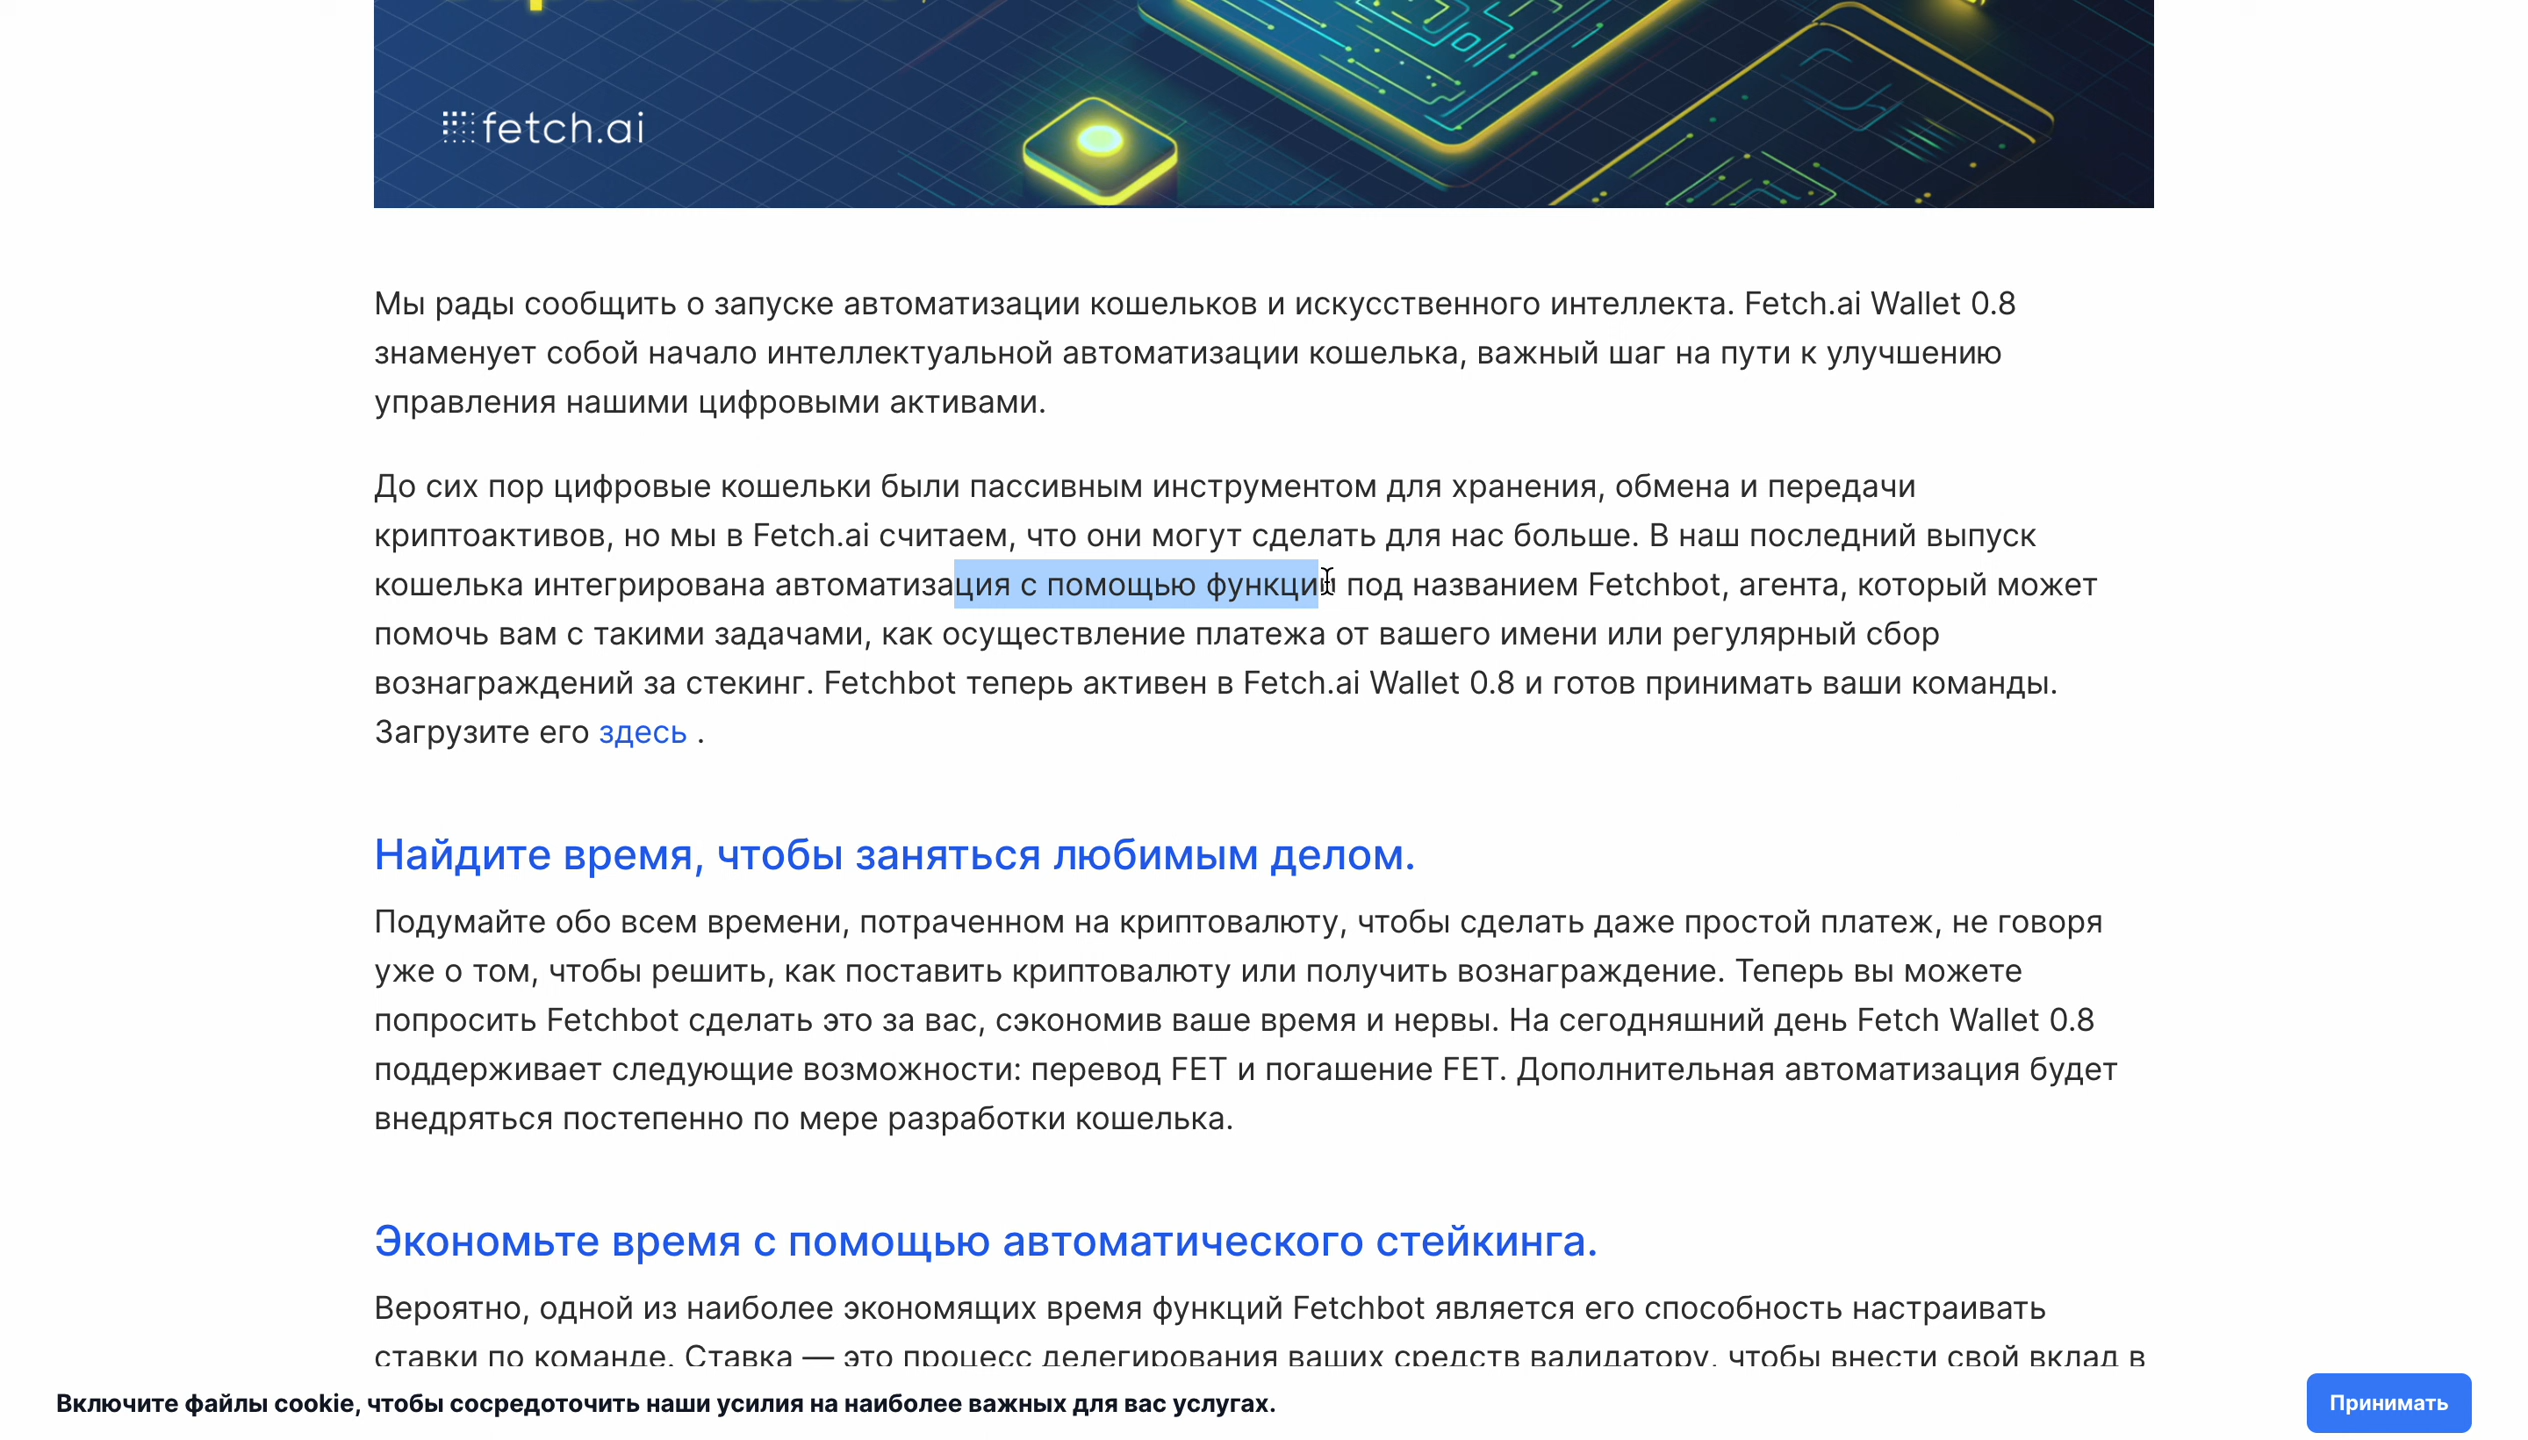 fetch.ai
Мы рады сообщить о запуске автоматизации кошельков и искусственного интеллекта. Fetch.ai Wallet 0.8
знаменует собой начало интеллектуальной автоматизации кошелька, важный шаг на пути к улучшению
управления нашими цифровыми активами.
До сих пор цифровые кошельки были пассивным инструментом для хранения, обмена и передачи
криптоактивов, но мы в Fetch.ai считаем, что они могут сделать для нас больше. В наш последний выпуск
кошелька интегрирована автоматизация с помощью функции под названием Fetchbot, агента, который может
помочь вам с такими задачами, как осуществление платежа от вашего имени или регулярный сбор
вознаграждений за стекинг. Fetchbot теперь активен в Fetch.ai Wallet 0.8 и готов принимать ваши команды.
Загрузите его здесь .
Найдите время, чтобы заняться любимым делом.
Подумайте обо всем времени, потраченном на криптовалюту, чтобы сделать даже простой платеж, не говоря
уже о том, чтобы решить, как поставить криптовалюту или получить вознаграждение. Теперь вы можете
попросить Fetchbot сделать это за вас, сэкономив ваше время и нервы. На сегодняшний день Fetch Wallet 0.8
поддерживает следующие возможности: перевод FET и погашение FET. Дополнительная автоматизация будет
внедряться постепенно по мере разработки кошелька.
Экономьте время с помощью автоматического стейкинга.
Вероятно, одной из наиболее экономящих время функций Fetchbot является его способность настраивать
ставки по команде. Ставка — это процесс делегирования ваших средств валидатору, чтобы внести свой вклад в
Включите файлы cookie, чтобы сосредоточить наши усилия на наиболее важных для вас услугах.
Принимать